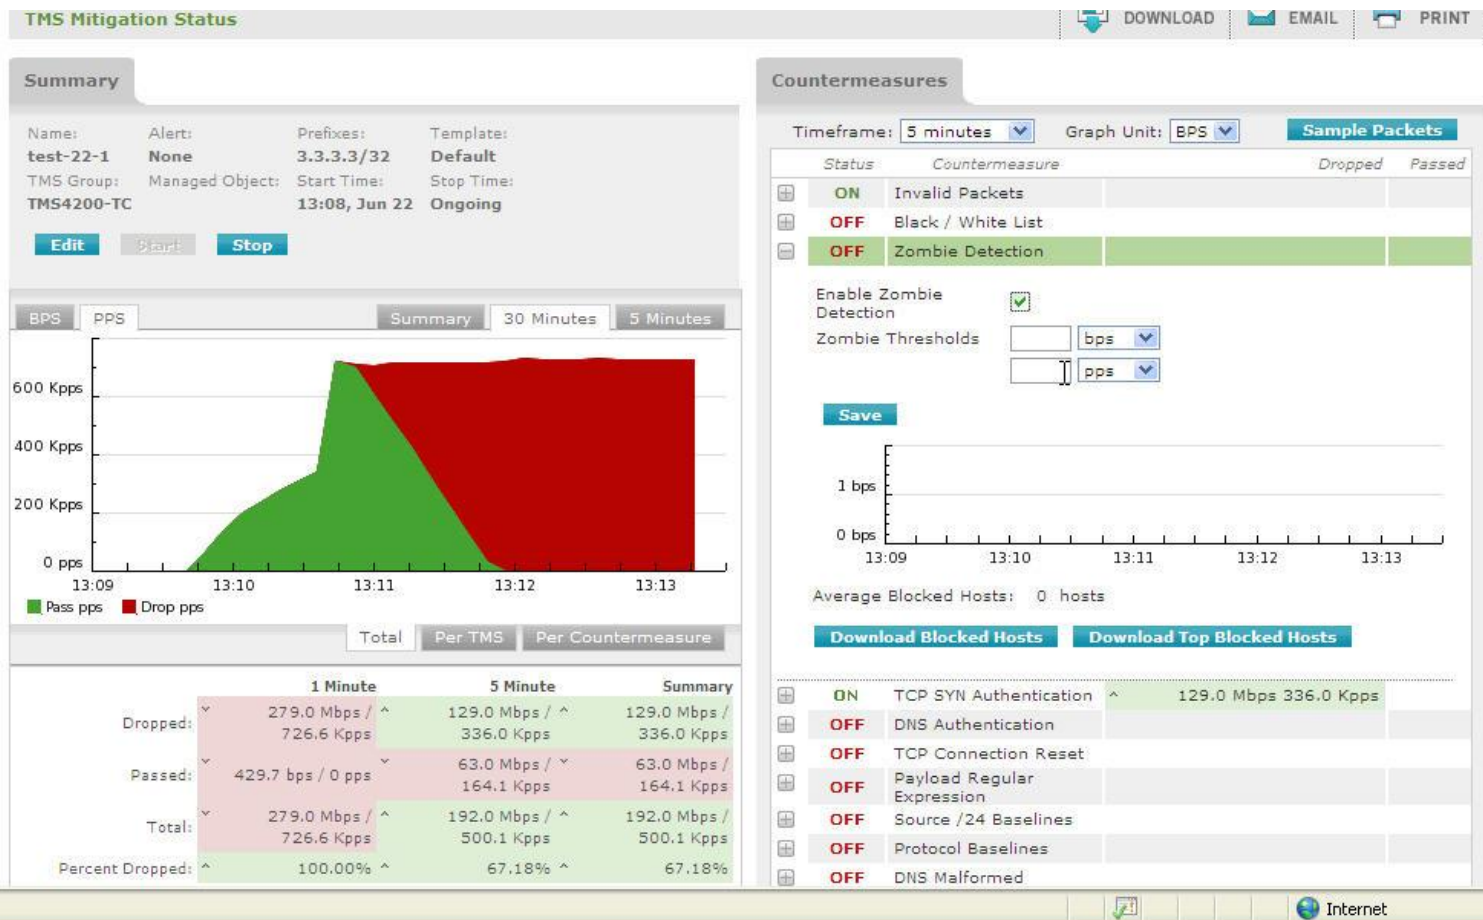 TMS Mitigation Status
DOWNLOAD EMAIL PRINT
Summary
Name: Alert: Prefixes: Template:
test-22-1 None 3.3.3.3/32 Default
TMS Group: Managed Object: Start Time: Stop Time:
TMS4200-TC 13:08, Jun 22 Ongoing
Edit Start Stop
BPS PPS Summary 30 Minutes 5 Minutes
600 Kpps
400 Kpps
200 Kpps
0 pps
13:09 13:10 13:11 13:12 13:13
Pass pps Drop pps
Total Per TMS Per Countermeasure
1 Minute 5 Minute Summary
Dropped: ˅ 279.0 Mbps / 726.6 Kpps ^ 129.0 Mbps / 336.0 Kpps ^ 129.0 Mbps / 336.0 Kpps
Passed: ˅ 429.7 bps / 0 pps ˅ 63.0 Mbps / 164.1 Kpps ˅ 63.0 Mbps / 164.1 Kpps
Total: ˅ 279.0 Mbps / 726.6 Kpps ^ 192.0 Mbps / 500.1 Kpps ^ 192.0 Mbps / 500.1 Kpps
Percent Dropped: ^ 100.00% ^ 67.18% ^ 67.18%
Countermeasures
Timeframe: 5 minutes Graph Unit: BPS Sample Packets
Status Countermeasure Dropped Passed
ON Invalid Packets
OFF Black / White List
OFF Zombie Detection
Enable Zombie
Detection
Zombie Thresholds bps
pps
Save
1 bps
0 bps
13:09 13:10 13:11 13:12 13:13
Average Blocked Hosts: 0 hosts
Download Blocked Hosts Download Top Blocked Hosts
ON TCP SYN Authentication ^ 129.0 Mbps 336.0 Kpps
OFF DNS Authentication
OFF TCP Connection Reset
OFF Payload Regular
Expression
OFF Source /24 Baselines
OFF Protocol Baselines
OFF DNS Malformed
Internet